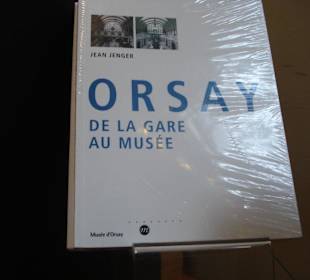 JEAN JENGER
ORSAY
DE LA GARE
AU MUSÉE
Musée d'Orsay
m